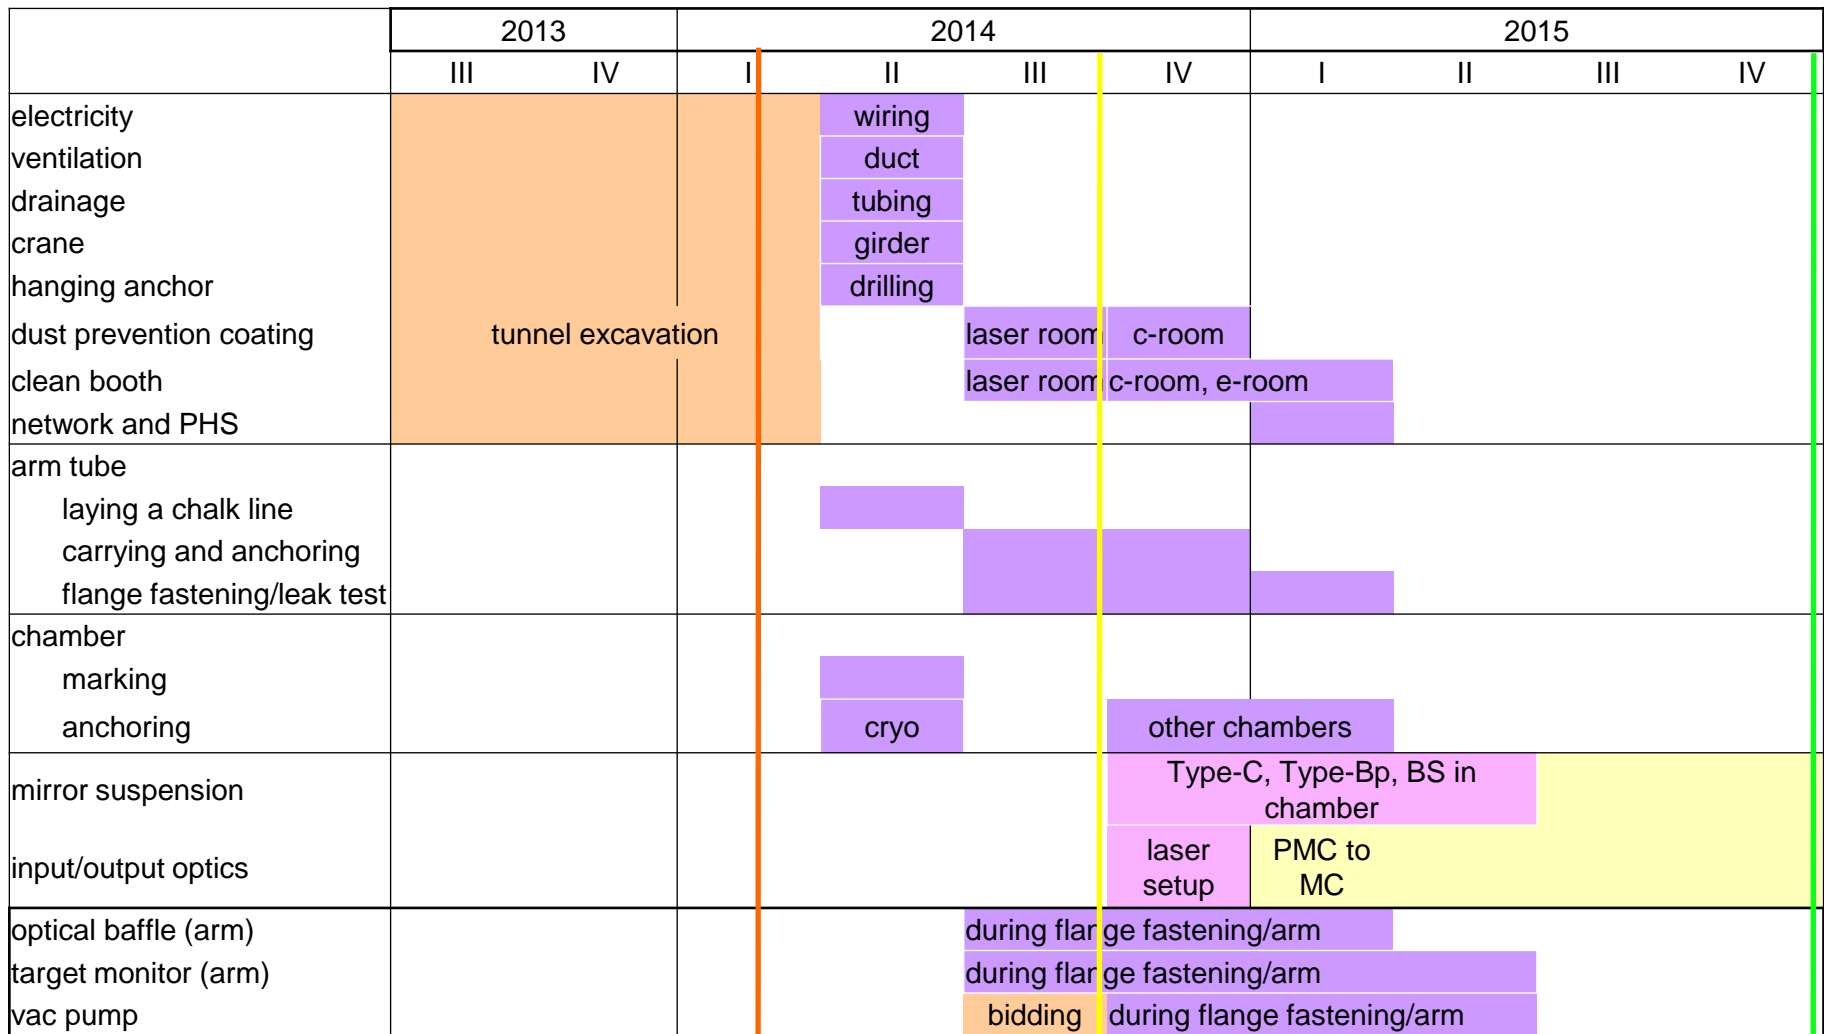 2013 2014 2015
III IV I II III IV I II III IV
electricity wiring
ventilation duct
drainage tubing
crane girder
hanging anchor drilling
dust prevention coating tunnel excavation laser room c-room
clean booth laser room c-room, e-room
network and PHS
arm tube
laying a chalk line
carrying and anchoring
flange fastening/leak test
chamber
marking
anchoring cryo other chambers
mirror suspension
Type-C, Type-Bp, BS in
chamber
input/output optics
laser
setup
PMC to
MC
optical baffle (arm) during flange fastening/arm
target monitor (arm) during flange fastening/arm
vac pump bidding during flange fastening/arm